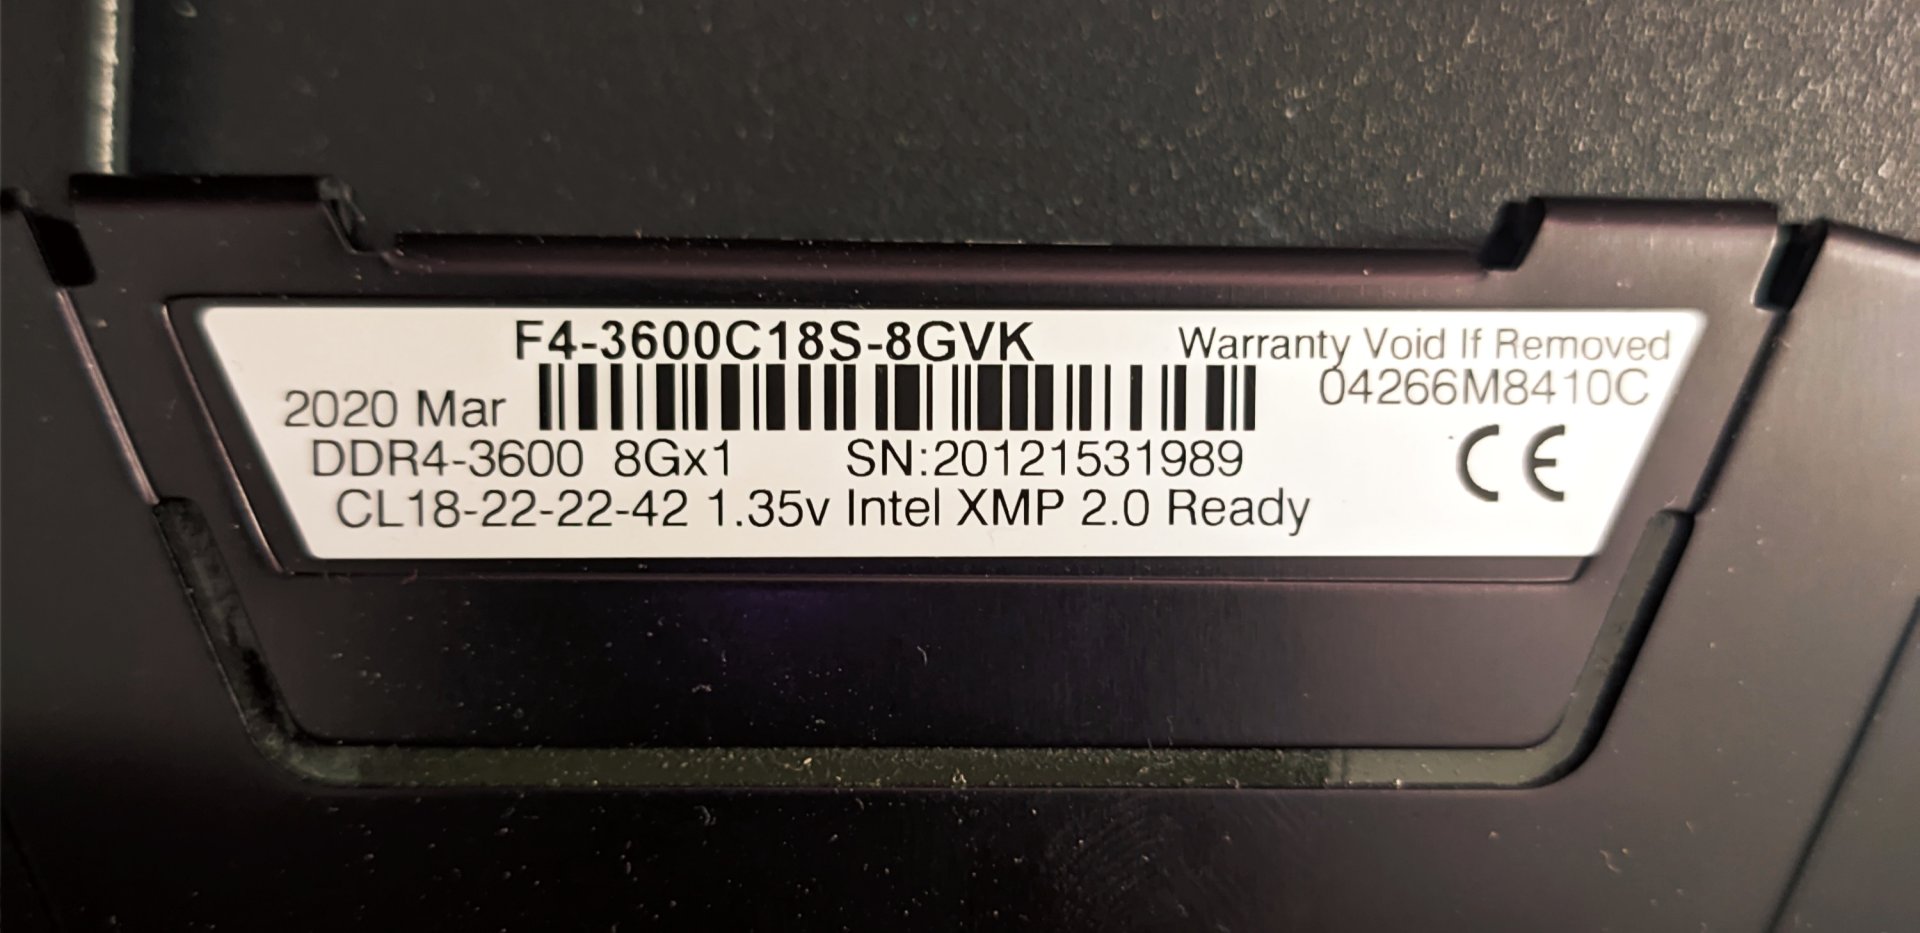 F4-3600C18S-8GVK
Warranty Void If Removed
04266M8410C
2020 Mar
DDR4-3600 8Gx1 SN:20121531989
CL18-22-22-42 1.35v Intel XMP 2.0 Ready
CE